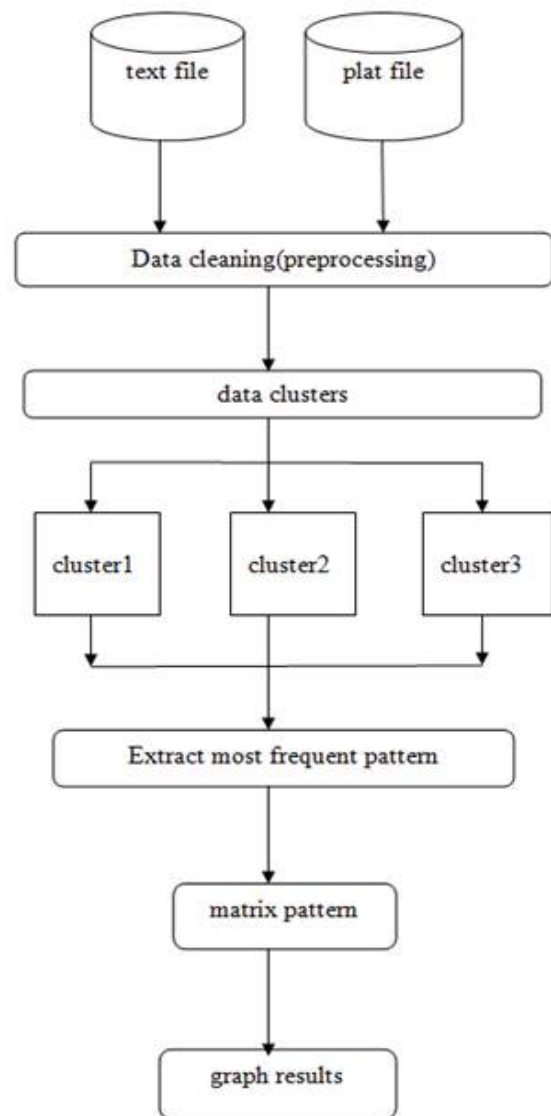 text file
plat file
Data cleaning(preprocessing)
data clusters
cluster1
cluster2
cluster3
Extract most frequent pattern
matrix pattern
graph results